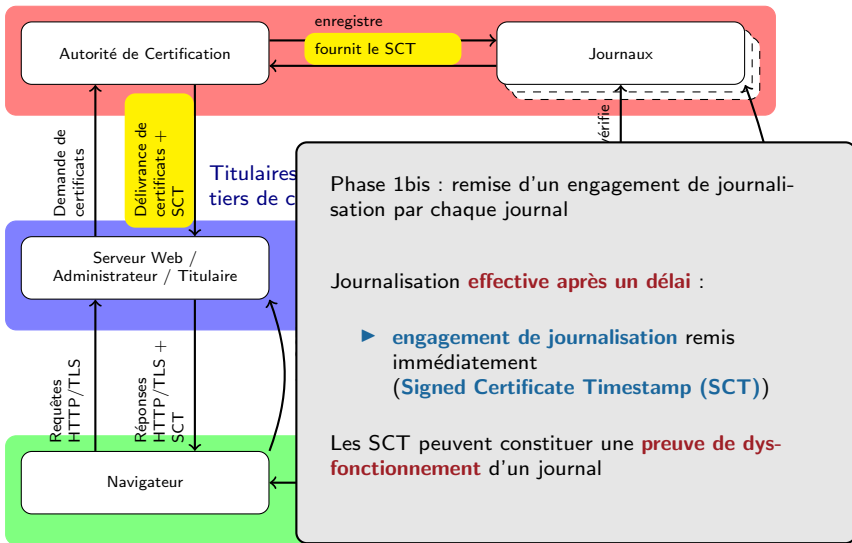 enregistre
fournit le SCT
Autorité de Certification
Journaux
Demande de
certificats
Délivrance de
certificats +
SCT
vérifie
Titulaires
tiers de c
Phase 1bis : remise d'un engagement de journali-
sation par chaque journal
Serveur Web /
Administrateur / Titulaire
Journalisation effective après un délai :
engagement de journalisation remis
immédiatement
(Signed Certificate Timestamp (SCT))
Requêtes
HTTP/TLS
Réponses
HTTP/TLS +
SCT
Les SCT peuvent constituer une preuve de dys-
fonctionnement d'un journal
Navigateur